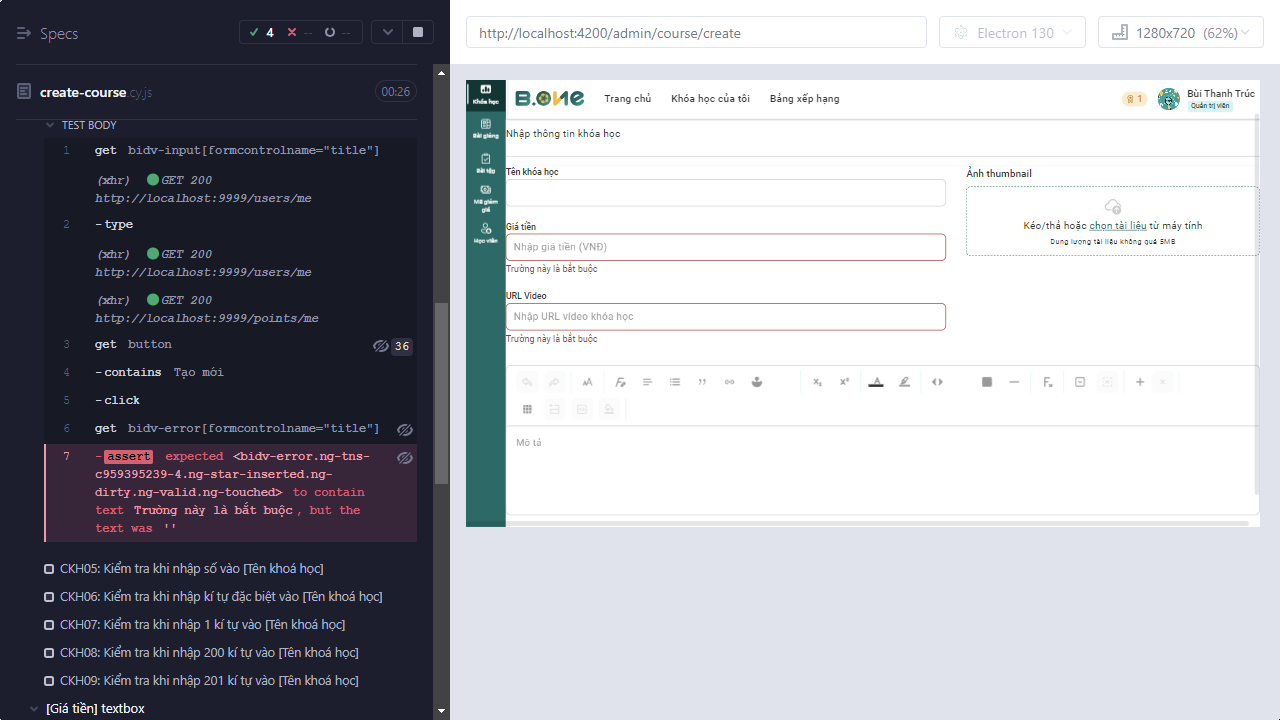 Specs
4
--
--
create-course.cy.js
00:26
TEST BODY
1 get bidv-input[formcontrolname="title"]
(xhr) GET 200
http://localhost:9999/users/me
2 -type
(xhr) GET 200
http://localhost:9999/users/me
(xhr) GET 200
http://localhost:9999/points/me
3 get button 36
4 -contains Tạo mới
5 -click
6 get bidv-error[formcontrolname="title"]
7 -assert expected <bidv-error.ng-tns-
c959395239-4.ng-star-inserted.ng-
dirty.ng-valid.ng-touched> to contain
text Trường này là bắt buộc, but the
text was ''
CKH05: Kiểm tra khi nhập số vào [Tên khoá học]
CKH06: Kiểm tra khi nhập kí tự đặc biệt vào [Tên khoá học]
CKH07: Kiểm tra khi nhập 1 kí tự vào [Tên khoá học]
CKH08: Kiểm tra khi nhập 200 kí tự vào [Tên khoá học]
CKH09: Kiểm tra khi nhập 201 kí tự vào [Tên khoá học]
[Giá tiền] textbox
http://localhost:4200/admin/course/create
Electron 130
1280x720 (62%)
Khóa học
Bài giảng
Bài tập
Mã giảm
giá
Học viên
B.ONE
Trang chủ
Khóa học của tôi
Bảng xếp hạng
1
Bùi Thanh Trúc
Quản trị viên
Nhập thông tin khóa học
Tên khóa học
Giá tiền
Nhập giá tiền (VNĐ)
Trường này là bắt buộc
URL Video
Nhập URL video khóa học
Trường này là bắt buộc
Ảnh thumbnail
Kéo/thả hoặc chọn tài liệu từ máy tính
Dung lượng tài liệu không quá 5MB
Mô tả